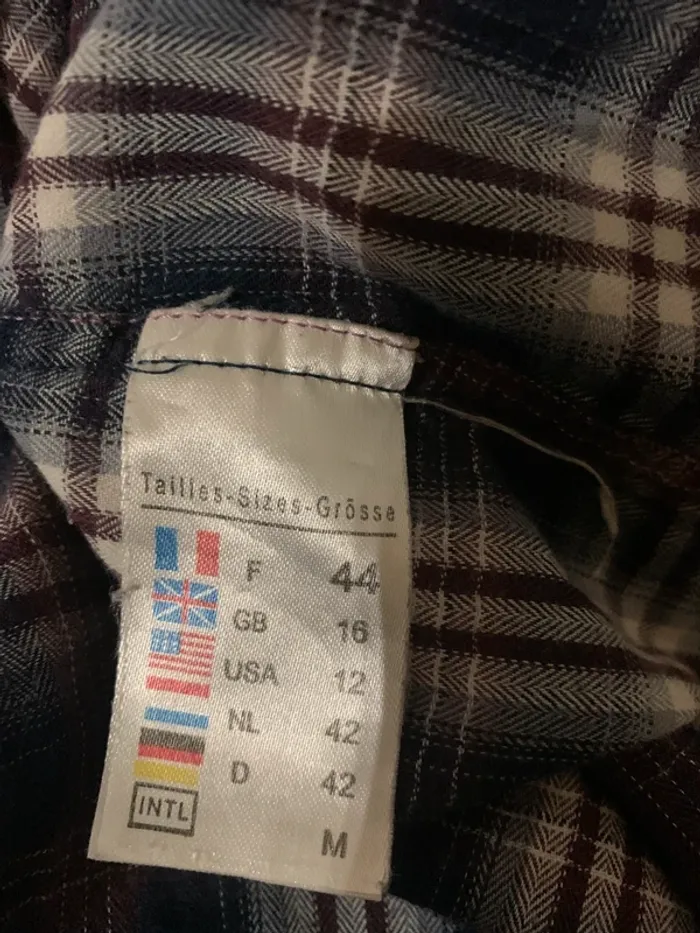 Tailles-Sizes-Grösse
F 44
GB 16
USA 12
NL 42
D 42
INTL M